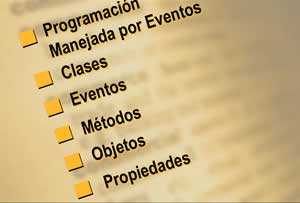 Programación
Manejada por Eventos
Clases
Eventos
Métodos
Objetos
Propiedades